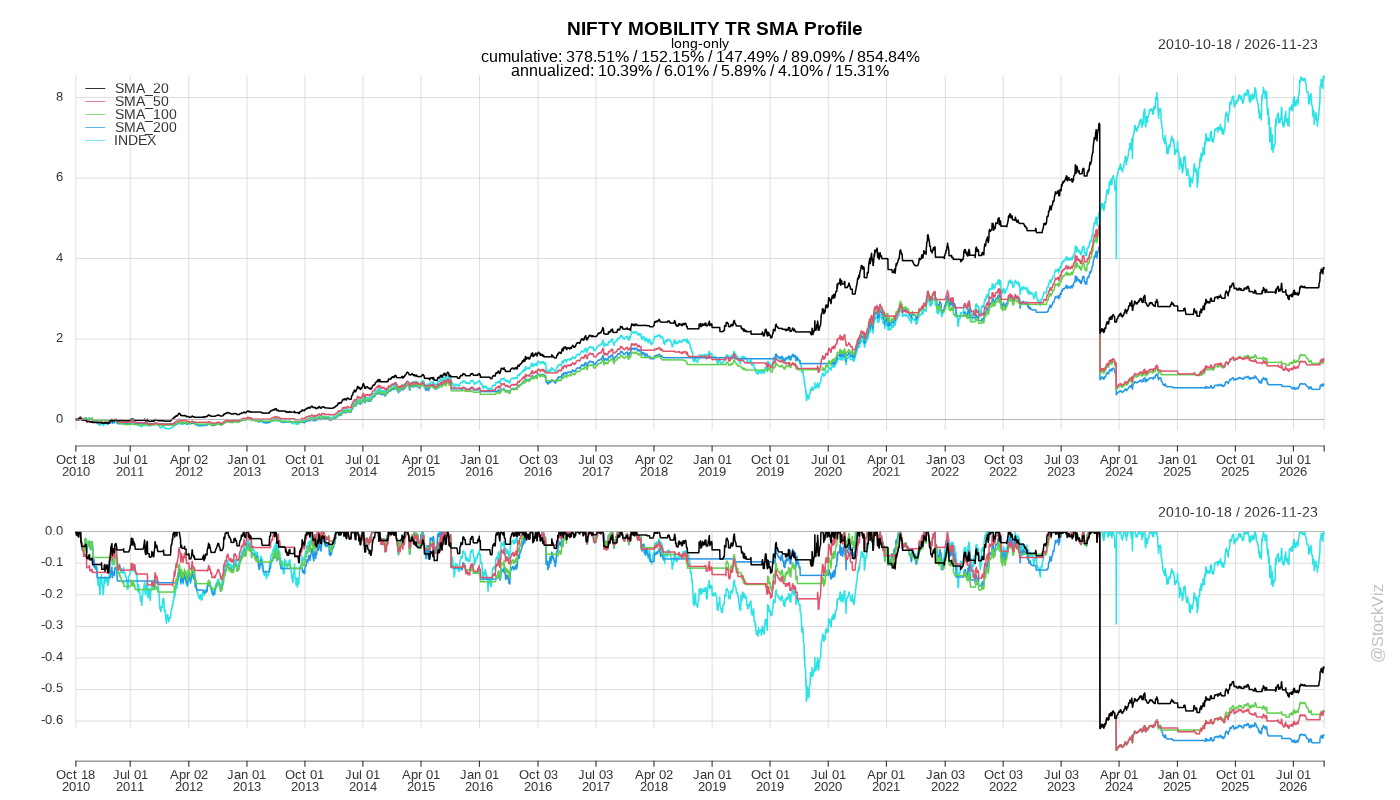 NIFTY MOBILITY TR SMA Profile
long-only
2010-10-18 / 2026-11-23
cumulative: 378.51% / 152.15% / 147.49% / 89.09% / 854.84%
annualized: 10.39% / 6.01% / 5.89% / 4.10% / 15.31%
SMA_20
SMA_50
SMA_100
SMA_200
INDEX
8
6
4
2
0
Oct 18 Jul 01 Apr 02 Jan 01 Oct 01 Jul 01 Apr 01 Jan 01 Oct 03 Jul 03 Apr 02 Jan 01 Oct 01 Jul 01 Apr 01 Jan 03 Oct 03 Jul 03 Apr 01 Jan 01 Oct 01 Jul 01
2010 2011 2012 2013 2013 2014 2015 2016 2016 2017 2018 2019 2019 2020 2021 2022 2022 2023 2024 2025 2025 2026
2010-10-18 / 2026-11-23
0.0
-0.1
-0.2
-0.3
-0.4
-0.5
-0.6
Oct 18 Jul 01 Apr 02 Jan 01 Oct 01 Jul 01 Apr 01 Jan 01 Oct 03 Jul 03 Apr 02 Jan 01 Oct 01 Jul 01 Apr 01 Jan 03 Oct 03 Jul 03 Apr 01 Jan 01 Oct 01 Jul 01
2010 2011 2012 2013 2013 2014 2015 2016 2016 2017 2018 2019 2019 2020 2021 2022 2022 2023 2024 2025 2025 2026
@StockViz